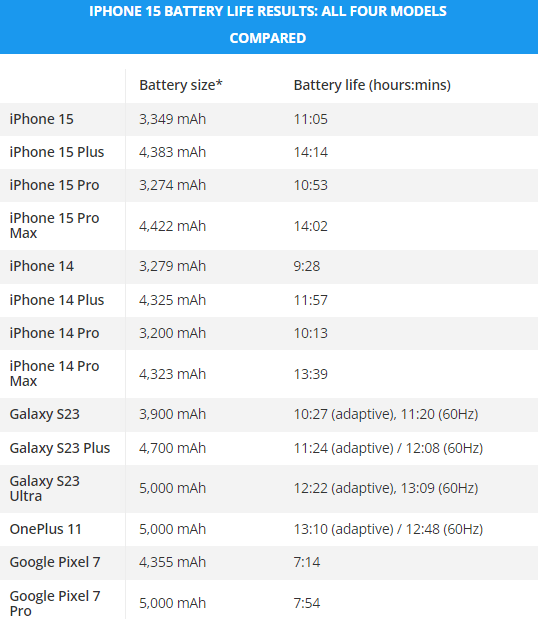 IPHONE 15 BATTERY LIFE RESULTS: ALL FOUR MODELS
COMPARED
Battery size* Battery life (hours:mins)
iPhone 15 3,349 mAh 11:05
iPhone 15 Plus 4,383 mAh 14:14
iPhone 15 Pro 3,274 mAh 10:53
iPhone 15 Pro
Max 4,422 mAh 14:02
iPhone 14 3,279 mAh 9:28
iPhone 14 Plus 4,325 mAh 11:57
iPhone 14 Pro 3,200 mAh 10:13
iPhone 14 Pro
Max 4,323 mAh 13:39
Galaxy S23 3,900 mAh 10:27 (adaptive), 11:20 (60Hz)
Galaxy S23 Plus 4,700 mAh 11:24 (adaptive) / 12:08 (60Hz)
Galaxy S23
Ultra 5,000 mAh 12:22 (adaptive), 13:09 (60Hz)
OnePlus 11 5,000 mAh 13:10 (adaptive) / 12:48 (60Hz)
Google Pixel 7 4,355 mAh 7:14
Google Pixel 7
Pro 5,000 mAh 7:54